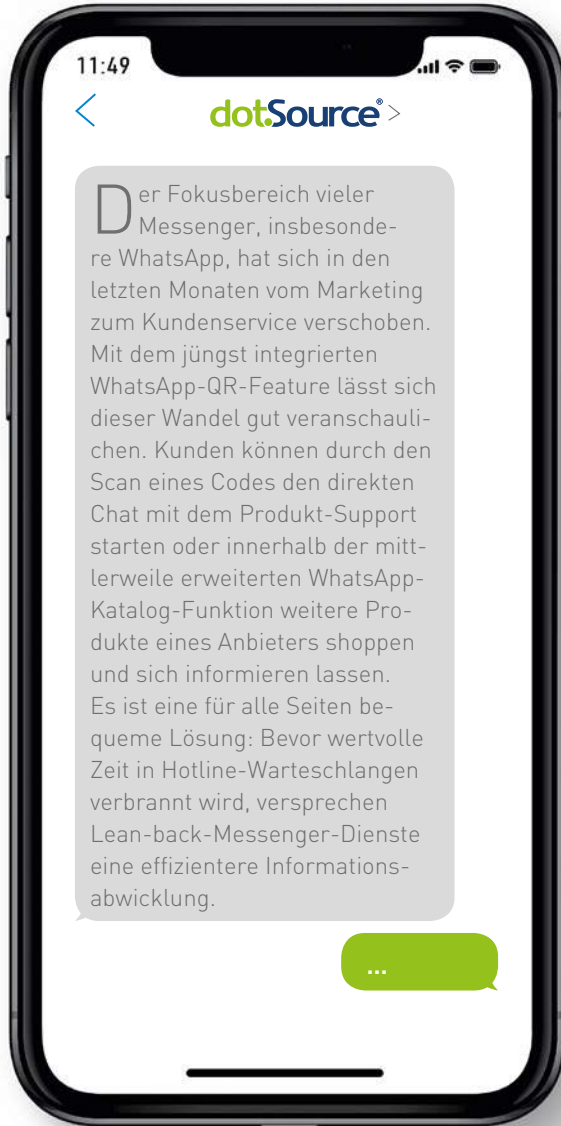 11:49
dotSource® >
Der Fokusbereich vieler
Messenger, insbesonde-
re WhatsApp, hat sich in den
letzten Monaten vom Marketing
zum Kundenservice verschoben.
Mit dem jüngst integrierten
WhatsApp-QR-Feature lässt sich
dieser Wandel gut veranschauli-
chen. Kunden können durch den
Scan eines Codes den direkten
Chat mit dem Produkt-Support
starten oder innerhalb der mitt-
lerweile erweiterten WhatsApp-
Katalog-Funktion weitere Pro-
dukte eines Anbieters shoppen
und sich informieren lassen.
Es ist eine für alle Seiten be-
queme Lösung: Bevor wertvolle
Zeit in Hotline-Warteschlangen
verbrannt wird, versprechen
Lean-back-Messenger-Dienste
eine effizientere Informations-
abwicklung.
...